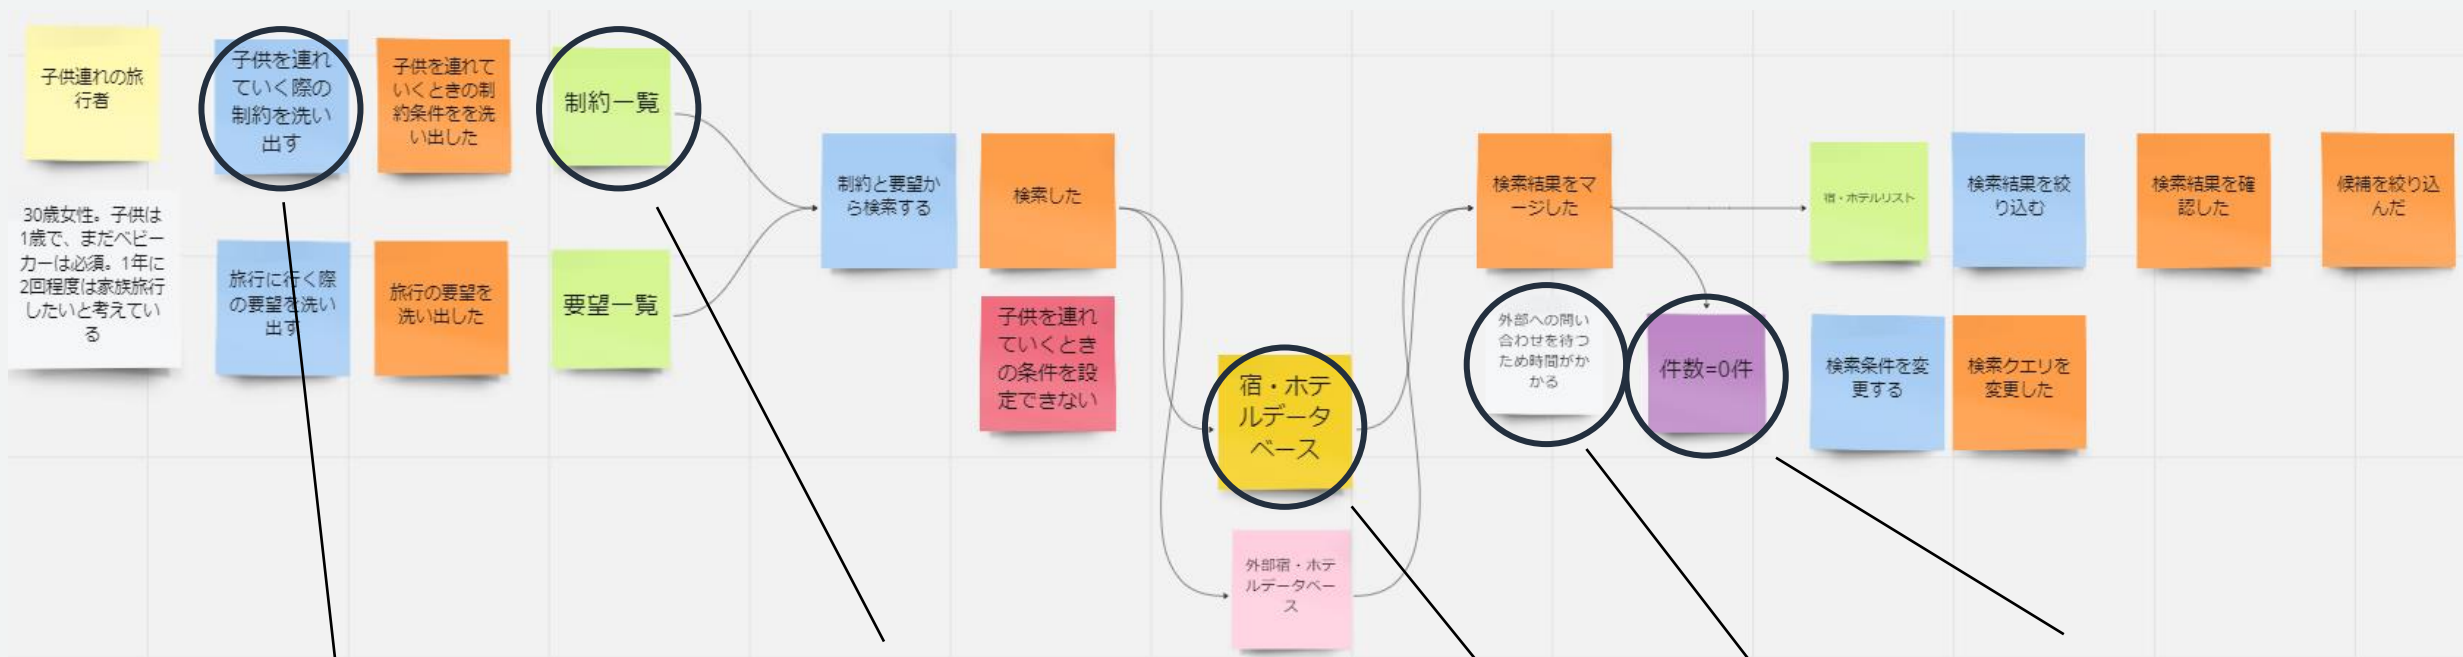 子供連れの旅
行者
子供を連れ
ていく際の
制約を洗い
出す
子供を連れて
いくときの制
約条件をを洗
い出した
制約一覧
30歳女性。子供は
1歳で、まだベビー
カーは必須。1年に
2回程度は家族旅行
したいと考えてい
る
旅行に行く際
の要望を洗い
出す
旅行の要望を
洗い出した
要望一覧
制約と要望か
ら検索する
検索した
子供を連れ
ていくとき
の条件を設
定できない
宿・ホテ
ルデータ
ベース
外部宿・ホテ
ルデータベー
ス
検索結果をマ
ージした
外部への問い
合わせを待つ
ため時間がか
かる
件数=0件
宿・ホテルリスト
検索結果を絞
り込む
検索結果を確
認した
候補を絞り込
んだ
検索条件を変
更する
検索クエリを
変更した